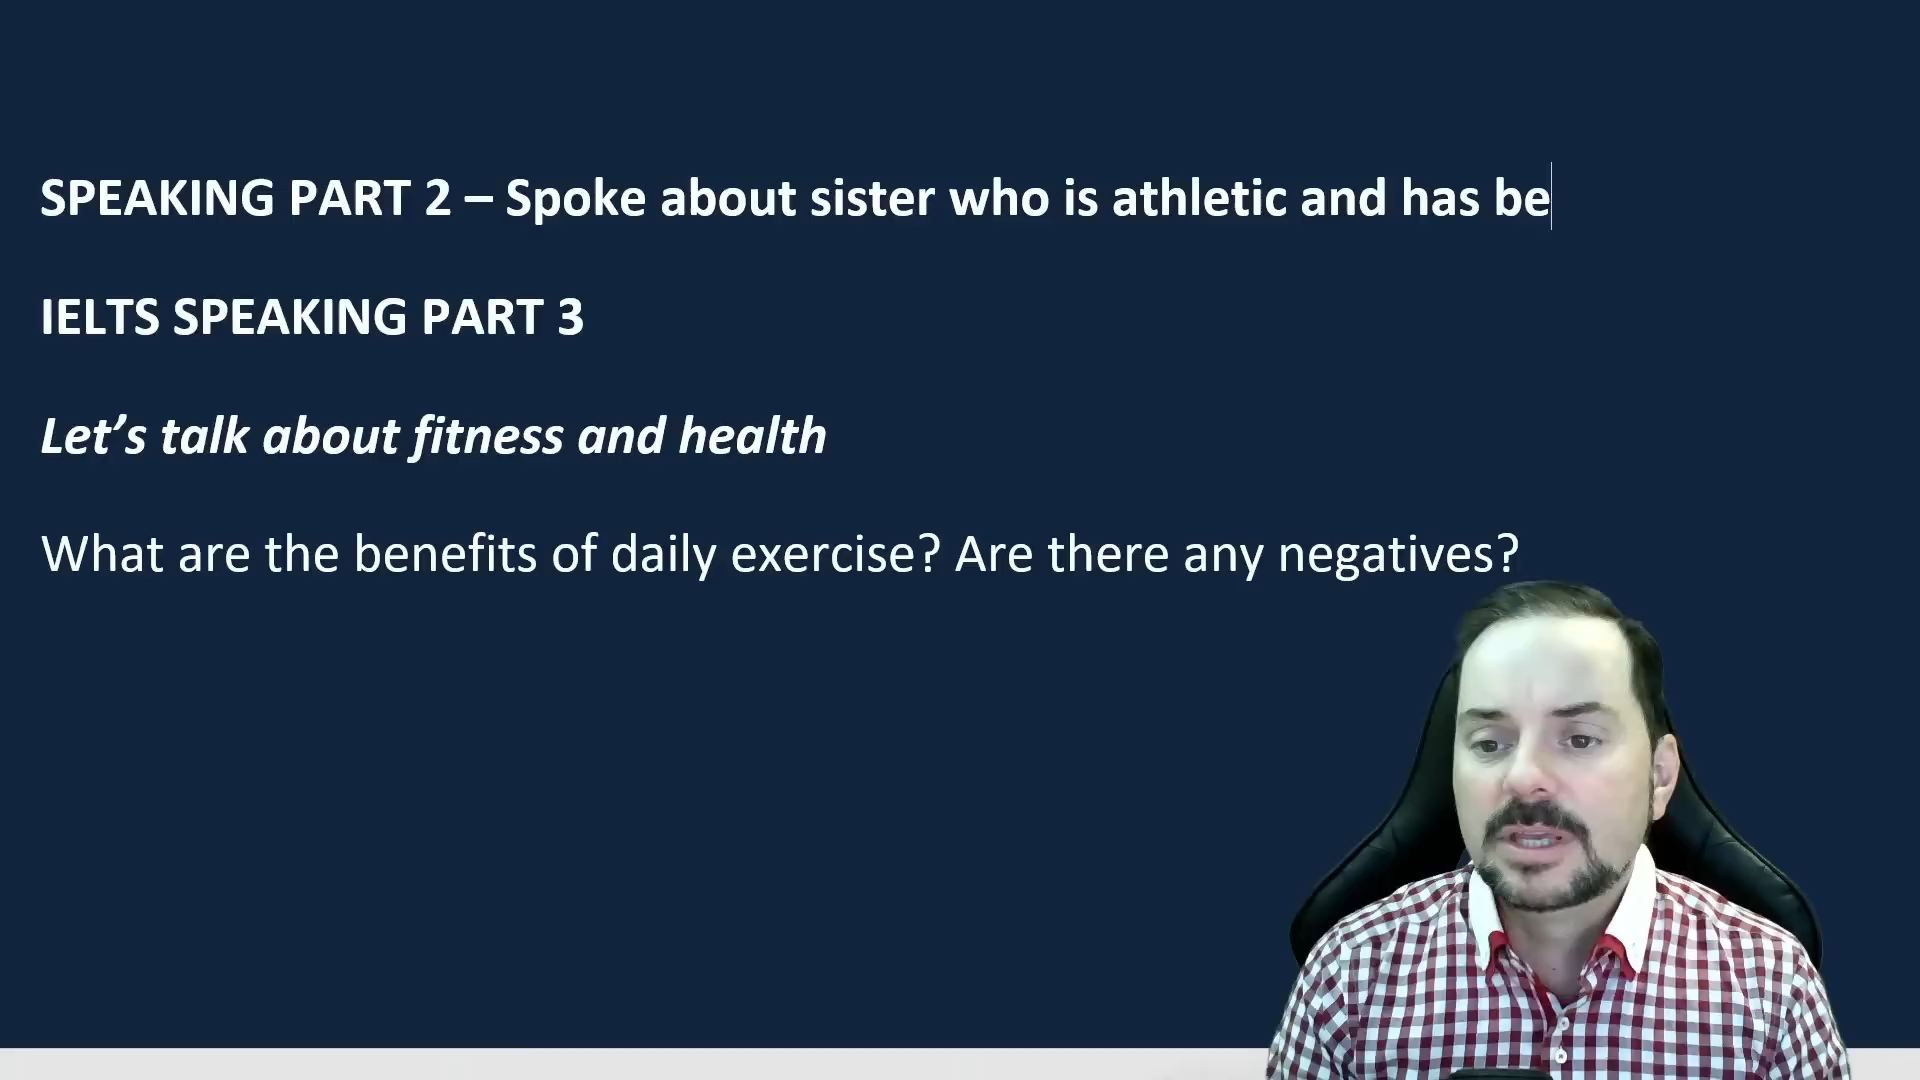 SPEAKING PART 2 – Spoke about sister who is athletic and has be
IELTS SPEAKING PART 3
Let’s talk about fitness and health
What are the benefits of daily exercise? Are there any negatives?